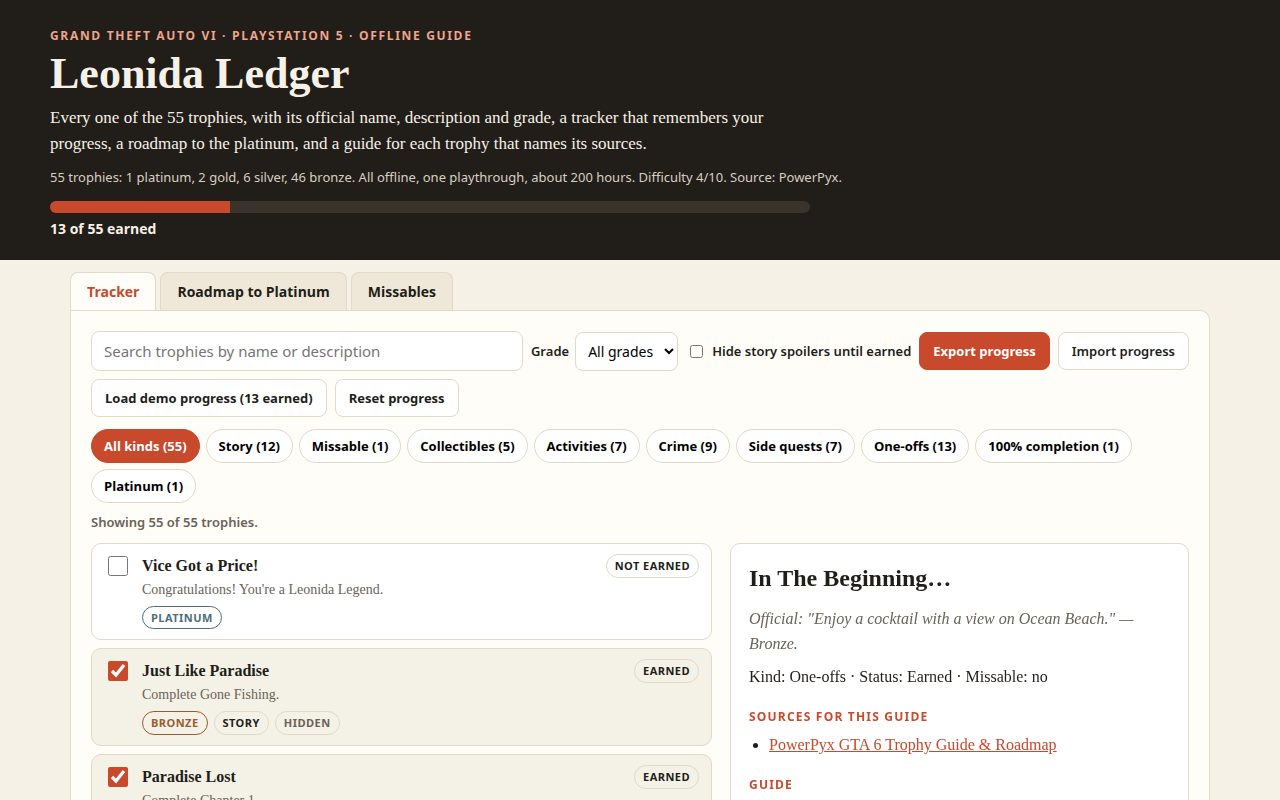 GRAND THEFT AUTO VI · PLAYSTATION 5 · OFFLINE GUIDE
Leonida Ledger
Every one of the 55 trophies, with its official name, description and grade, a tracker that remembers your
progress, a roadmap to the platinum, and a guide for each trophy that names its sources.
55 trophies: 1 platinum, 2 gold, 6 silver, 46 bronze. All offline, one playthrough, about 200 hours. Difficulty 4/10. Source: PowerPyx.
13 of 55 earned
Tracker
Roadmap to Platinum
Missables
Search trophies by name or description
Grade
All grades
Hide story spoilers until earned
Export progress
Import progress
Load demo progress (13 earned)
Reset progress
All kinds (55)
Story (12)
Missable (1)
Collectibles (5)
Activities (7)
Crime (9)
Side quests (7)
One-offs (13)
100% completion (1)
Platinum (1)
Showing 55 of 55 trophies.
Vice Got a Price!
NOT EARNED
Congratulations! You're a Leonida Legend.
PLATINUM
Just Like Paradise
EARNED
Complete Gone Fishing.
BRONZE
STORY
HIDDEN
Paradise Lost
EARNED
Complete Chapter 1.
In The Beginning…
Official: "Enjoy a cocktail with a view on Ocean Beach." —
Bronze.
Kind: One-offs · Status: Earned · Missable: no
SOURCES FOR THIS GUIDE
• PowerPyx GTA 6 Trophy Guide & Roadmap
GUIDE